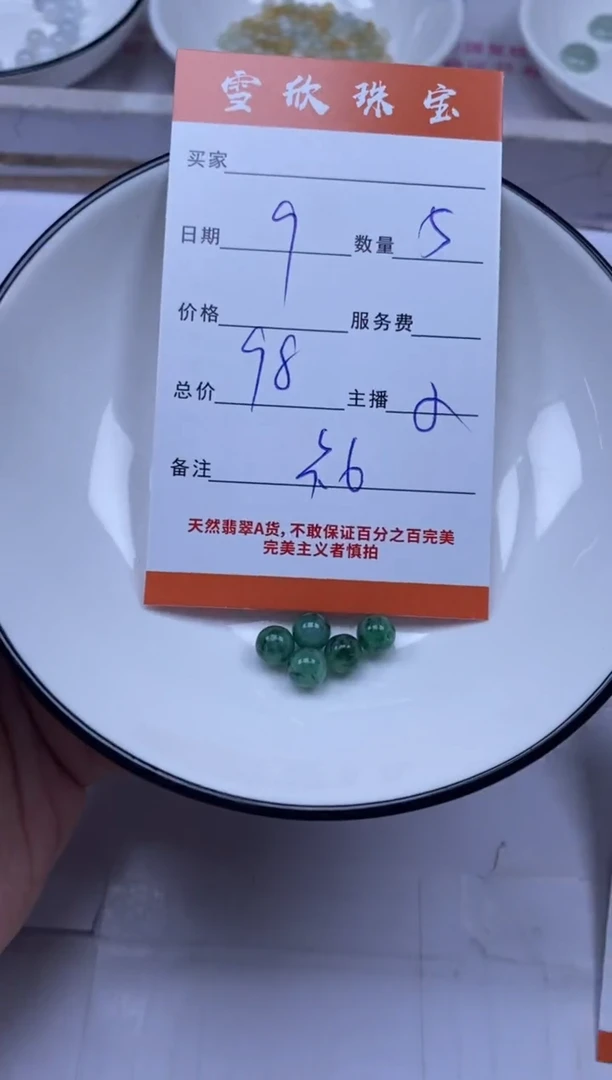 雪欣珠宝
买家
日期 9 数量 5
价格 服务费
总价 98 主播
备注 6
天然翡翠A货,不敢保证百分之百完美
完美主义者慎拍